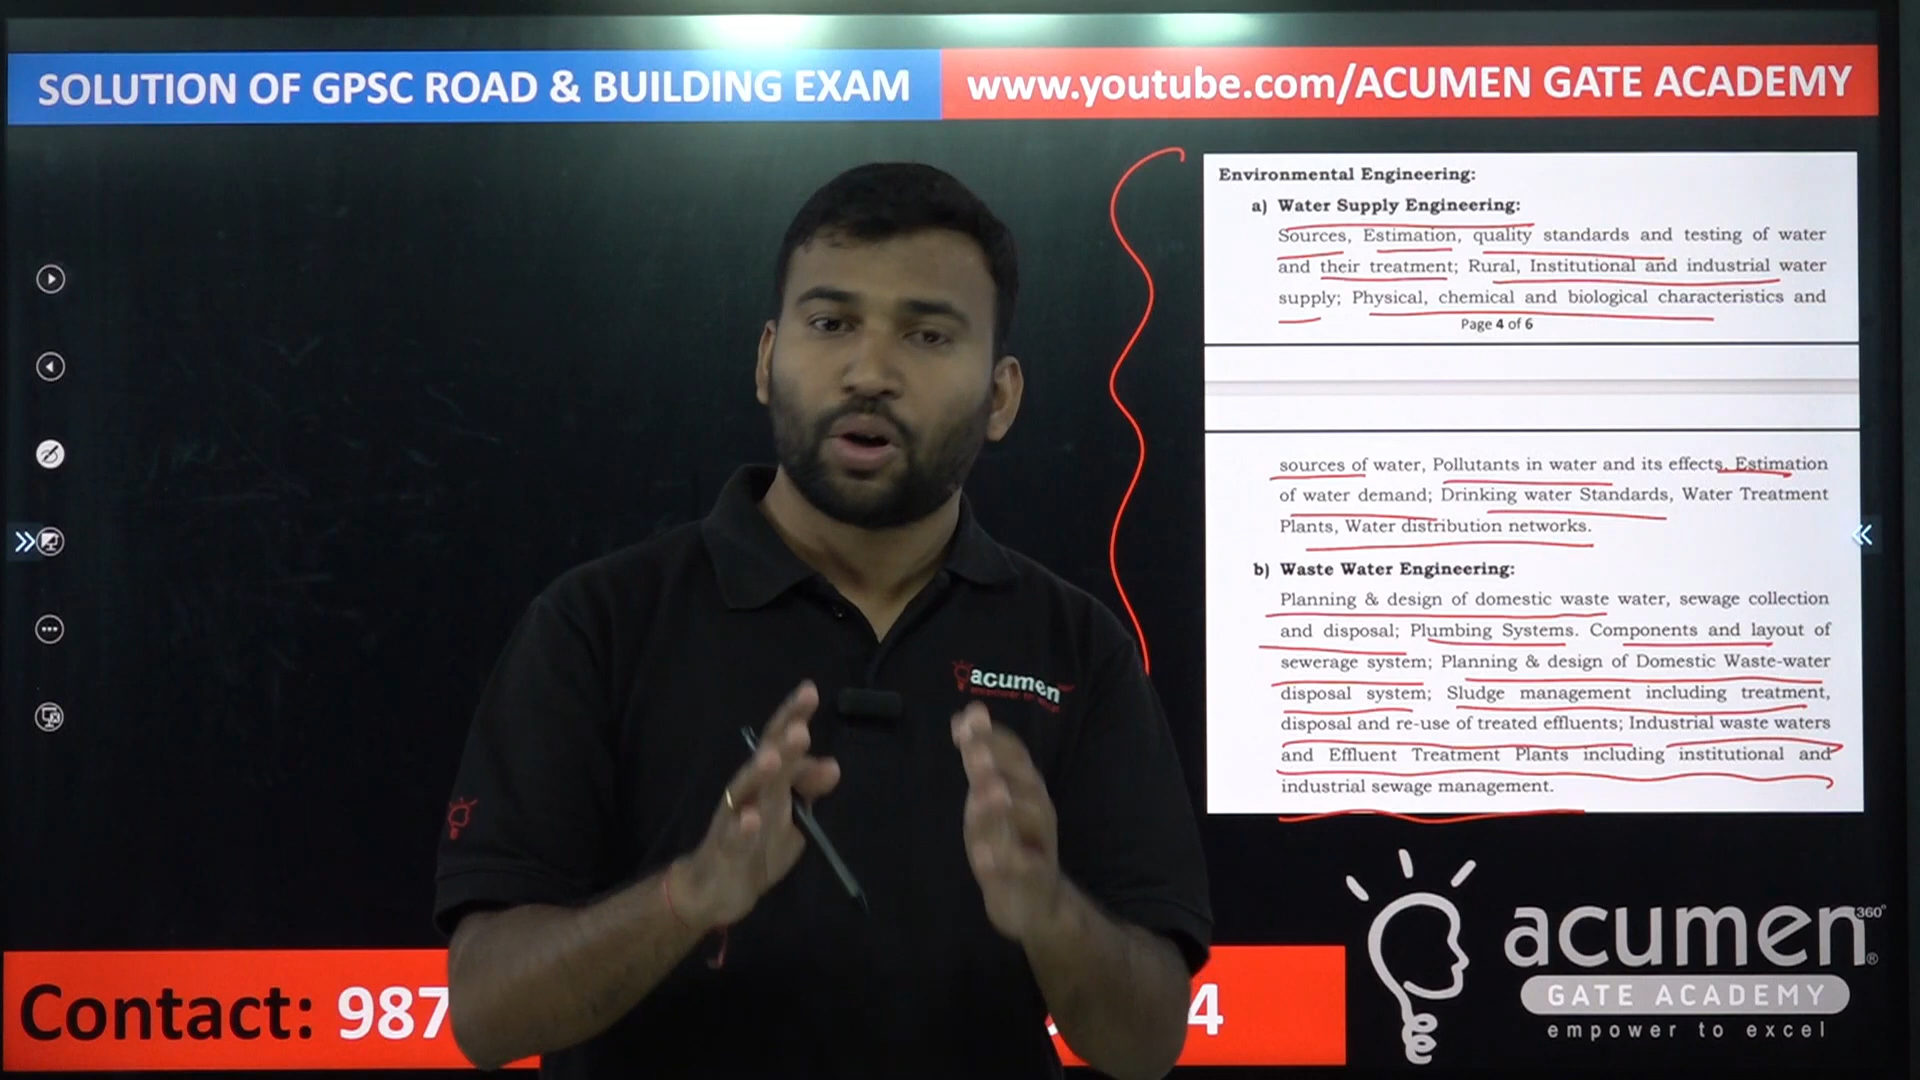 SOLUTION OF GPSC ROAD & BUILDING EXAM
www.youtube.com/ACUMEN GATE ACADEMY
Environmental Engineering:
a) Water Supply Engineering:
Sources, Estimation, quality standards and testing of water
and their treatment; Rural, Institutional and industrial water
supply; Physical, chemical and biological characteristics and
Page 4 of 6
sources of water, Pollutants in water and its effects, Estimation
of water demand; Drinking water Standards, Water Treatment
Plants, Water distribution networks.
b) Waste Water Engineering:
Planning & design of domestic waste water, sewage collection
and disposal; Plumbing Systems. Components and layout of
sewerage system; Planning & design of Domestic Waste-water
disposal system; Sludge management including treatment,
disposal and re-use of treated effluents; Industrial waste waters
and Effluent Treatment Plants including institutional and
industrial sewage management.
acumen
acumen 360°
®
GATE ACADEMY
empower to excel
Contact: 987
4